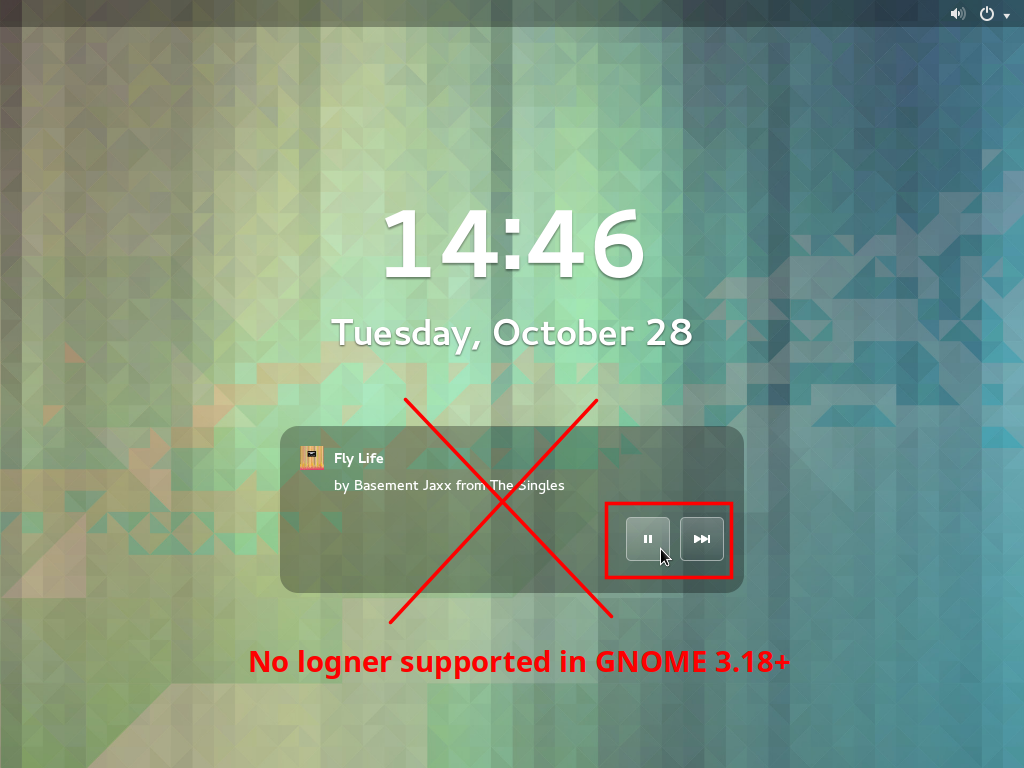 14:46
Tuesday, October 28
Fly Life
by Basement Jaxx from The Singles
No logner supported in GNOME 3.18+